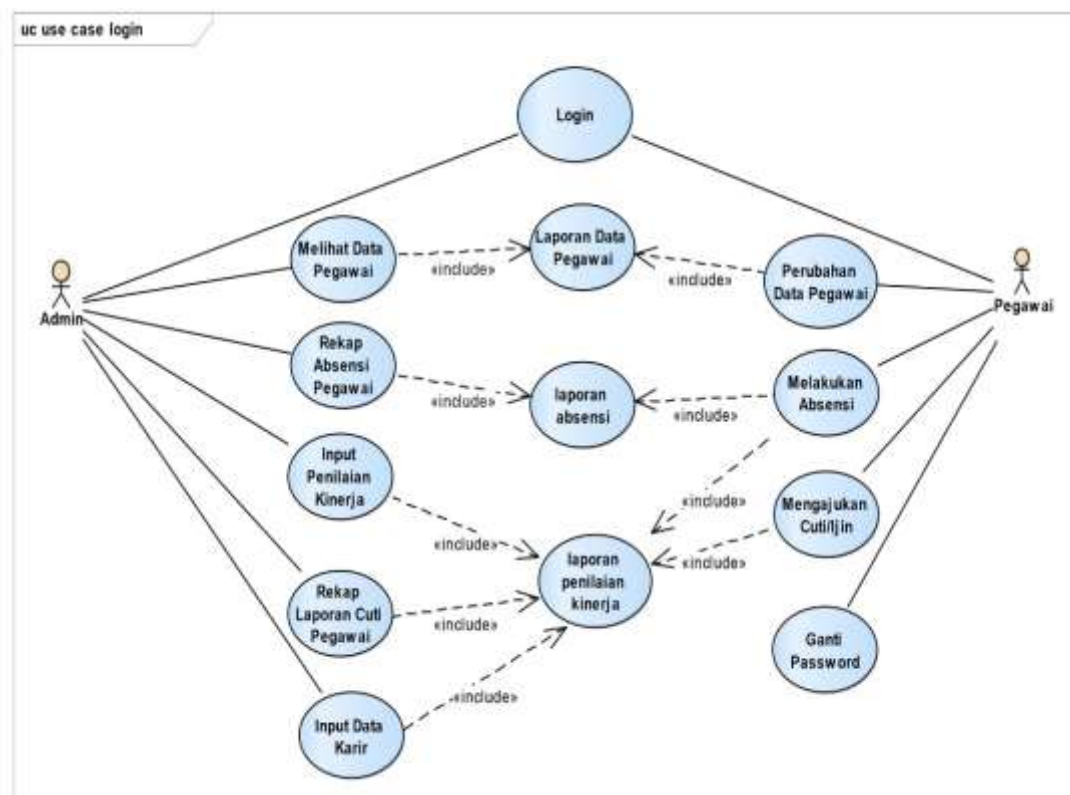 uc use case login
Login
Melihat Data
Pegawai
«include»
Laporan Data
Pegawai
«include»
Perubahan
Data Pegawai
Admin
Pegawai
Rekap
Absensi
Pegawai
«include»
laporan
absensi
«include»
Melakukan
Absensi
Input
Penilaian
Kinerja
«include»
«include»
Mengajukan
Cuti/Ijin
«include»
laporan
penilaian
kinerja
Rekap
Laporan Cuti
Pegawai
«include»
Ganti
Password
Input Data
Karir
«include»